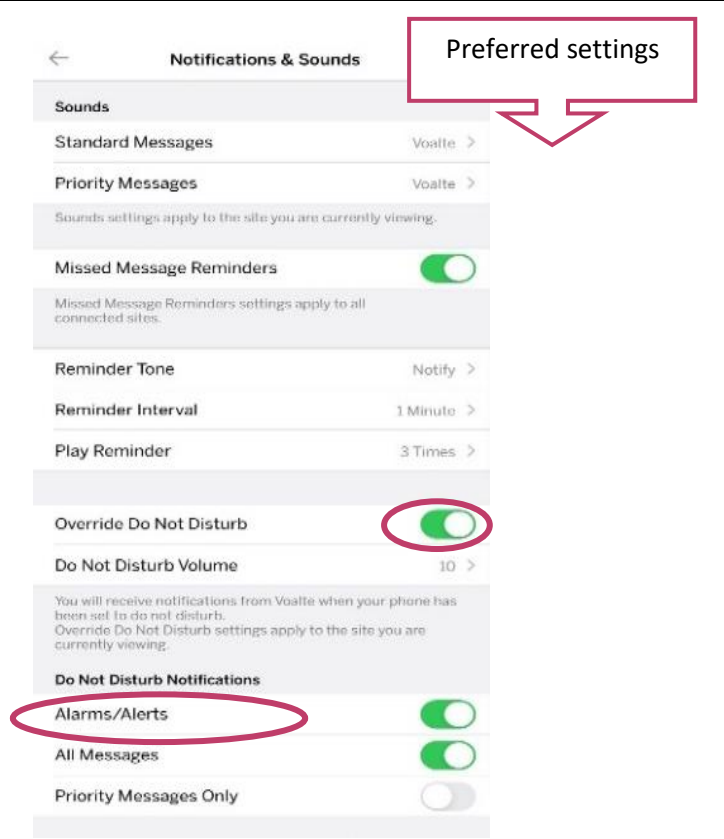 Preferred settings
Notifications & Sounds
Sounds
Standard Messages Voalte >
Priority Messages Voalte >
Sounds settings apply to the site you are currently viewing.
Missed Message Reminders
Missed Message Reminders settings apply to all
connected sites.
Reminder Tone Notify >
Reminder Interval 1 Minute >
Play Reminder 3 Times >
Override Do Not Disturb
Do Not Disturb Volume 10 >
You will receive notifications from Voalte when your phone has
been set to do not disturb.
Override Do Not Disturb settings apply to the site you are
currently viewing.
Do Not Disturb Notifications
Alarms/Alerts
All Messages
Priority Messages Only